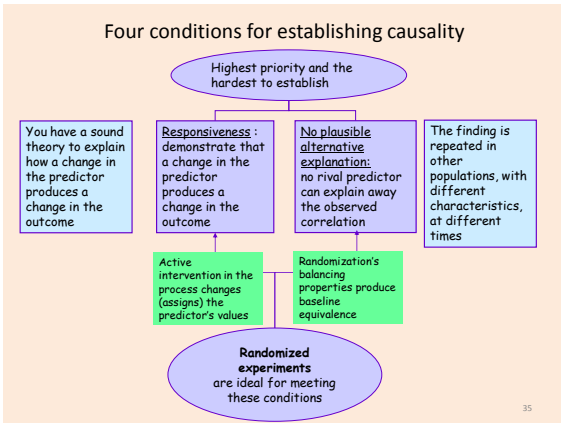 Four conditions for establishing causality
Highest priority and the
hardest to establish
You have a sound
theory to explain
how a change in
the predictor
produces a
change in the
outcome
Responsiveness :
demonstrate that
a change in the
predictor
produces a
change in the
outcome
No plausible
alternative
explanation:
no rival predictor
can explain away
the observed
correlation
The finding is
repeated in
other
populations, with
different
characteristics,
at different
times
Active
intervention in the
process changes
(assigns) the
predictor's values
Randomization's
balancing
properties produce
baseline
equivalence
Randomized
experiments
are ideal for meeting
these conditions
35